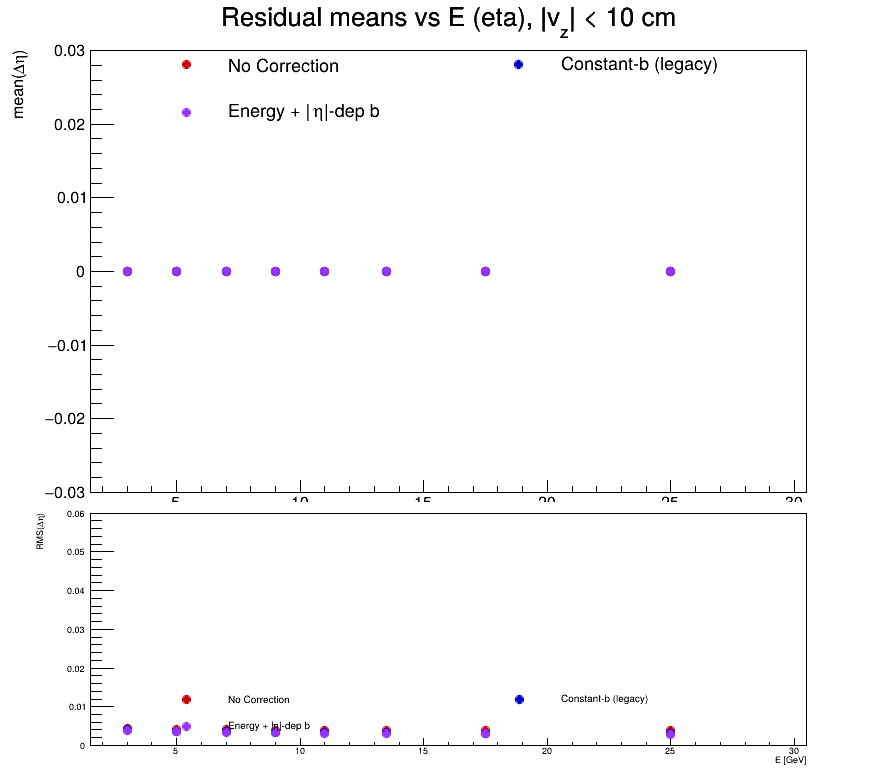 Residual means vs E (eta), |v_z| < 10 cm
mean(Δη)
0.03
0.02
0.01
0
−0.01
−0.02
−0.03
No Correction
Constant-b (legacy)
Energy + |η|-dep b
5 10 15 20 25 30
RMS(Δη)
0.06
0.05
0.04
0.03
0.02
0.01
0
No Correction
Constant-b (legacy)
Energy + |η|-dep b
5 10 15 20 25 30
E [GeV]